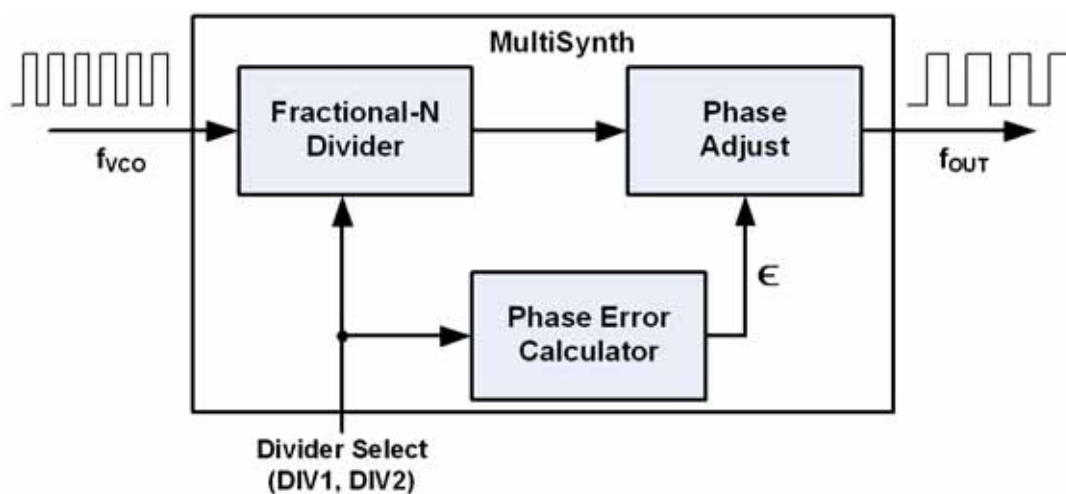 MultiSynth
Fractional-N
Divider
Phase
Adjust
fVCO
fOUT
ϵ
Phase Error
Calculator
Divider Select
(DIV1, DIV2)